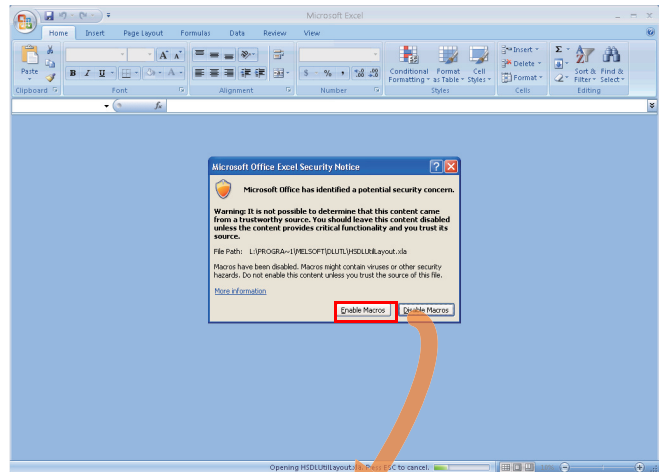 Microsoft Excel
Home Insert Page Layout Formulas Data Review View
Paste
B I U
A A
$ % ,
Conditional Formatting
Format as Table
Cell Styles
Insert
Delete
Format
Sort & Filter
Find & Select
Clipboard Font Alignment Number Styles Cells Editing
fx
Microsoft Office Excel Security Notice
Microsoft Office has identified a potential security concern.
Warning: It is not possible to determine that this content came
from a trustworthy source. You should leave this content disabled
unless the content provides critical functionality and you trust its
source.
File Path: L:\PROGRA~1\MELSOFT\DLUTL\HSDLUtilLayout.xla
Macros have been disabled. Macros might contain viruses or other security
hazards. Do not enable this content unless you trust the source of this file.
More information
Enable Macros Disable Macros
Opening HSDLUtilLayout.xla. Press ESC to cancel.